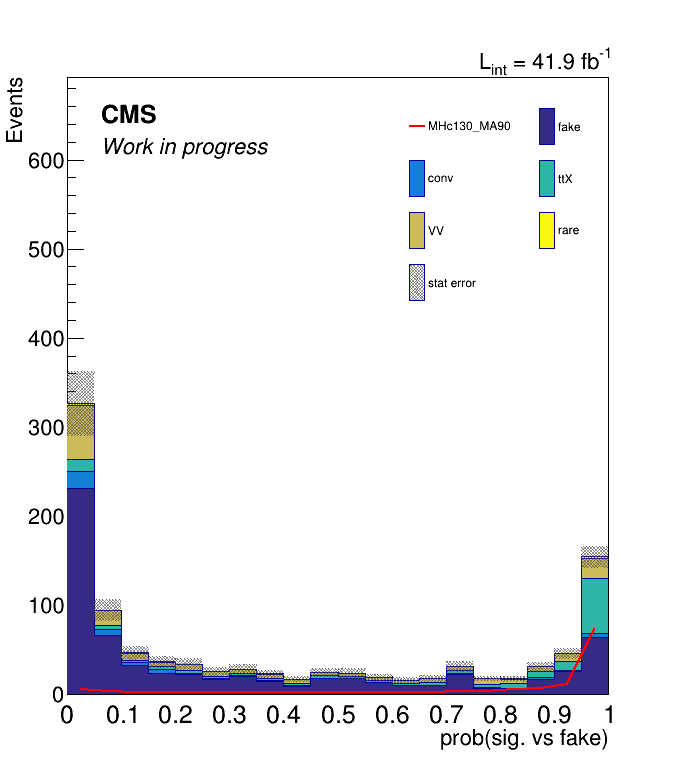 L_int = 41.9 fb^-1
Events
CMS
Work in progress
MHc130_MA90
fake
conv
ttX
VV
rare
stat error
600
500
400
300
200
100
0
0 0.1 0.2 0.3 0.4 0.5 0.6 0.7 0.8 0.9 1
prob(sig. vs fake)